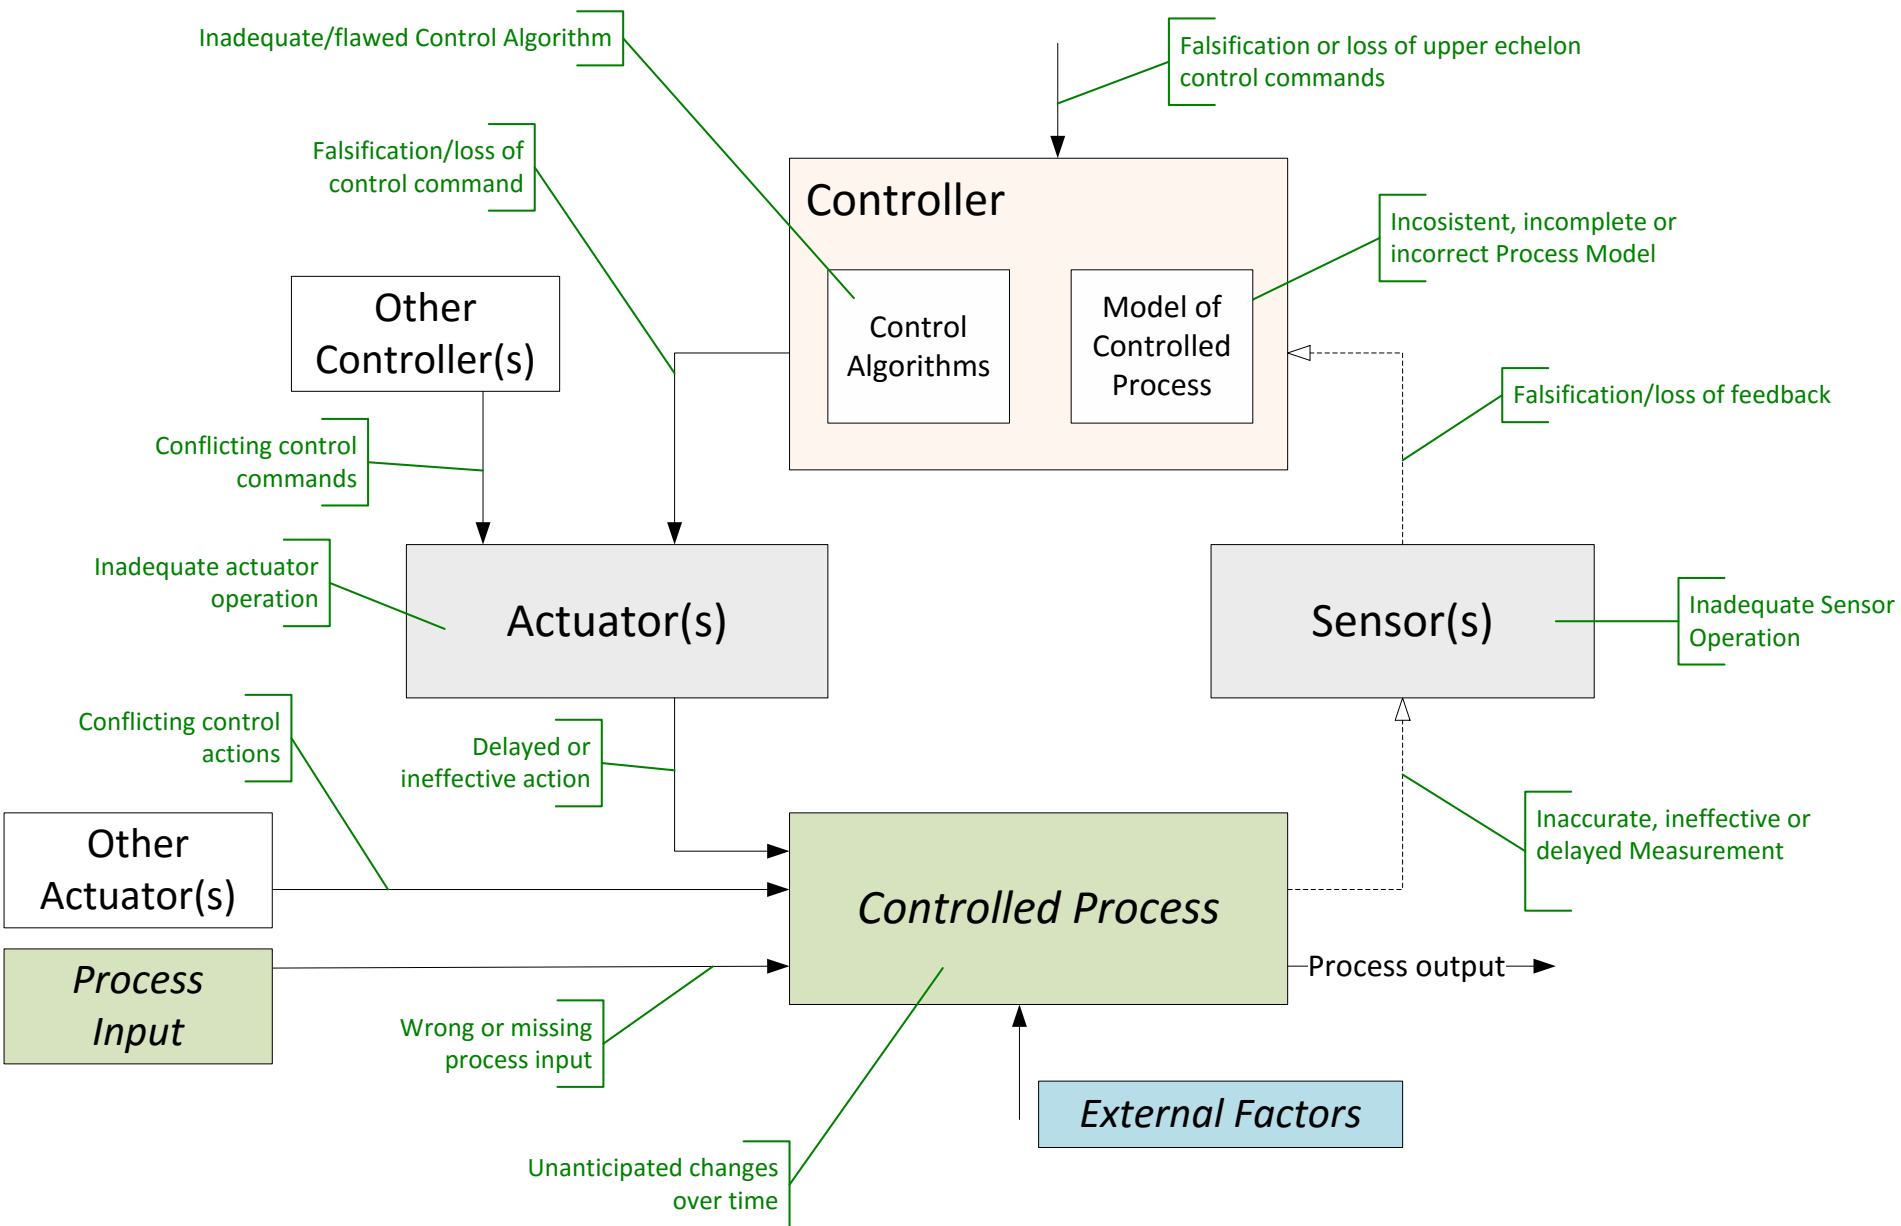 Inadequate/flawed Control Algorithm
Falsification or loss of upper echelon
control commands
Falsification/loss of
control command
Controller
Incosistent, incomplete or
incorrect Process Model
Other
Controller(s)
Control
Algorithms
Model of
Controlled
Process
Falsification/loss of feedback
Conflicting control
commands
Inadequate actuator
operation
Actuator(s)
Sensor(s)
Inadequate Sensor
Operation
Conflicting control
actions
Delayed or
ineffective action
Other
Actuator(s)
Inaccurate, ineffective or
delayed Measurement
Controlled Process
Process
Input
Process output
Wrong or missing
process input
External Factors
Unanticipated changes
over time